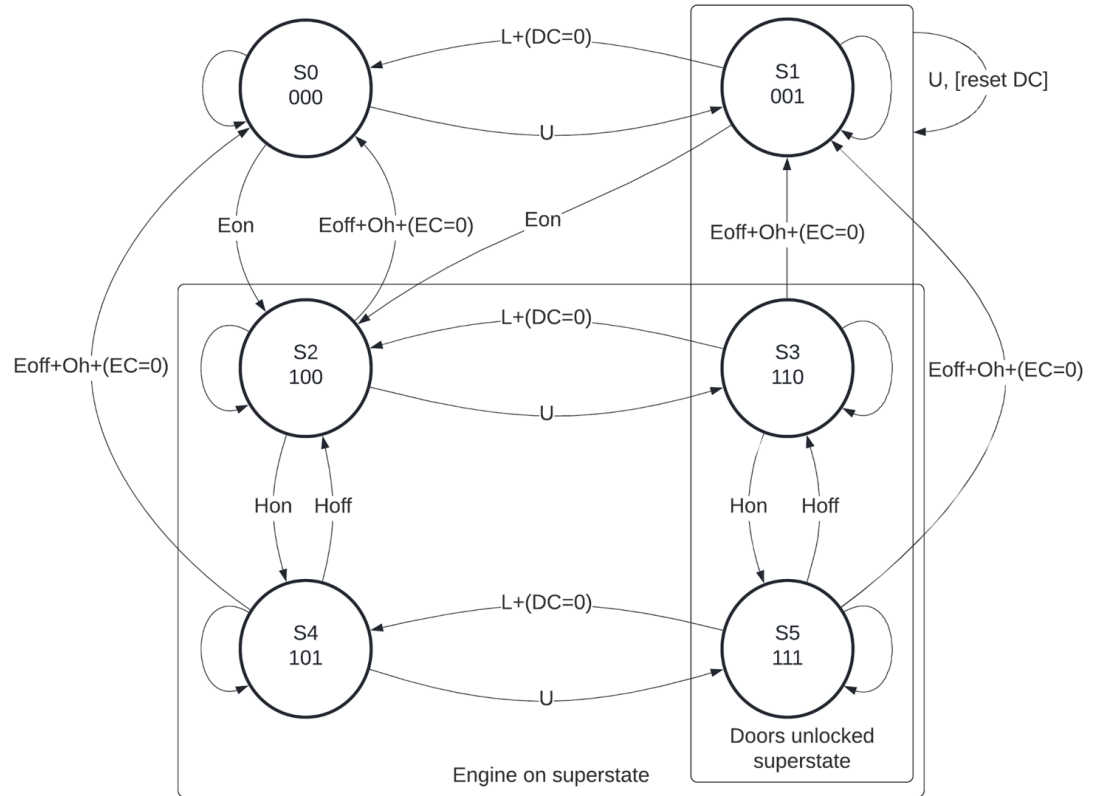 L+(DC=0)
S0
000
S1
001
U, [reset DC]
U
Eon
Eoff+Oh+(EC=0)
Eon
Eoff+Oh+(EC=0)
L+(DC=0)
S2
100
S3
110
Eoff+Oh+(EC=0)
Eoff+Oh+(EC=0)
U
Hon
Hoff
Hon
Hoff
L+(DC=0)
S4
101
S5
111
U
Doors unlocked
superstate
Engine on superstate